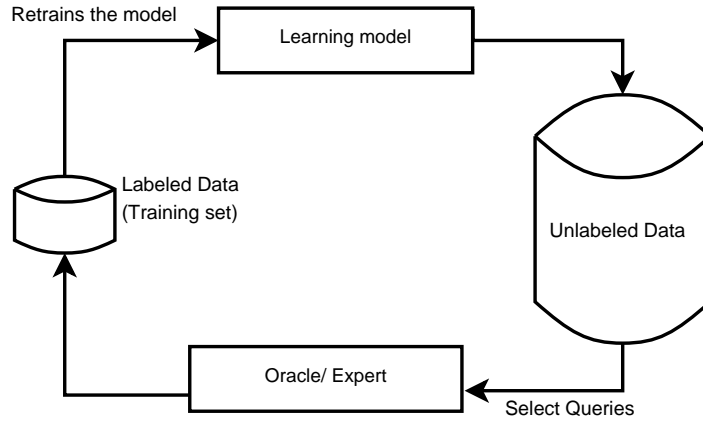 Retrains the model
Learning model
Labeled Data
(Training set)
Unlabeled Data
Oracle/ Expert
Select Queries